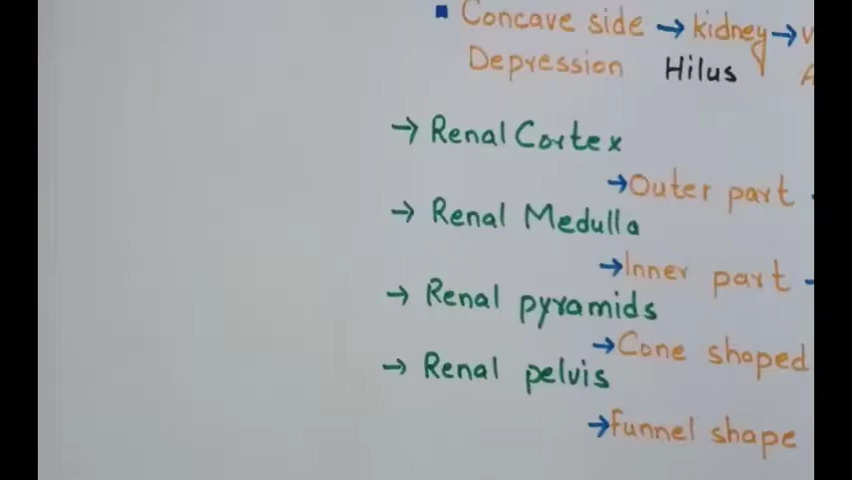 ▪ Concave side → kidney →
Depression Hilus
→ Renal Cortex
→ Outer part
→ Renal Medulla
→ Inner part
→ Renal pyramids
→ Cone shaped
→ Renal pelvis
→ funnel shape